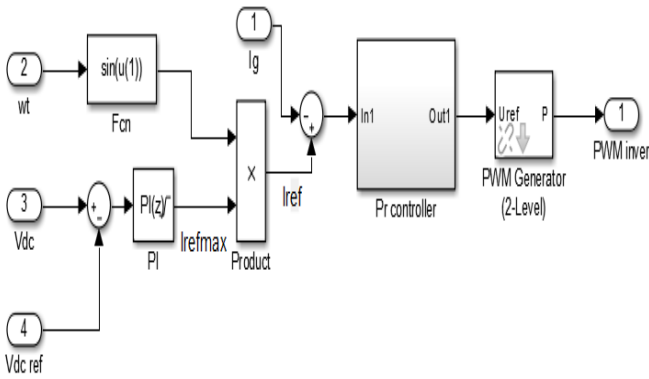 1
Ig
2
wt
sin(u(1))
Fcn
-
+
In1
Out1
Pr controller
Uref
P
PWM Generator
(2-Level)
1
PWM inver
×
Product
Iref
3
Vdc
+
−
PI(z)
PI
Irefmax
4
Vdc ref